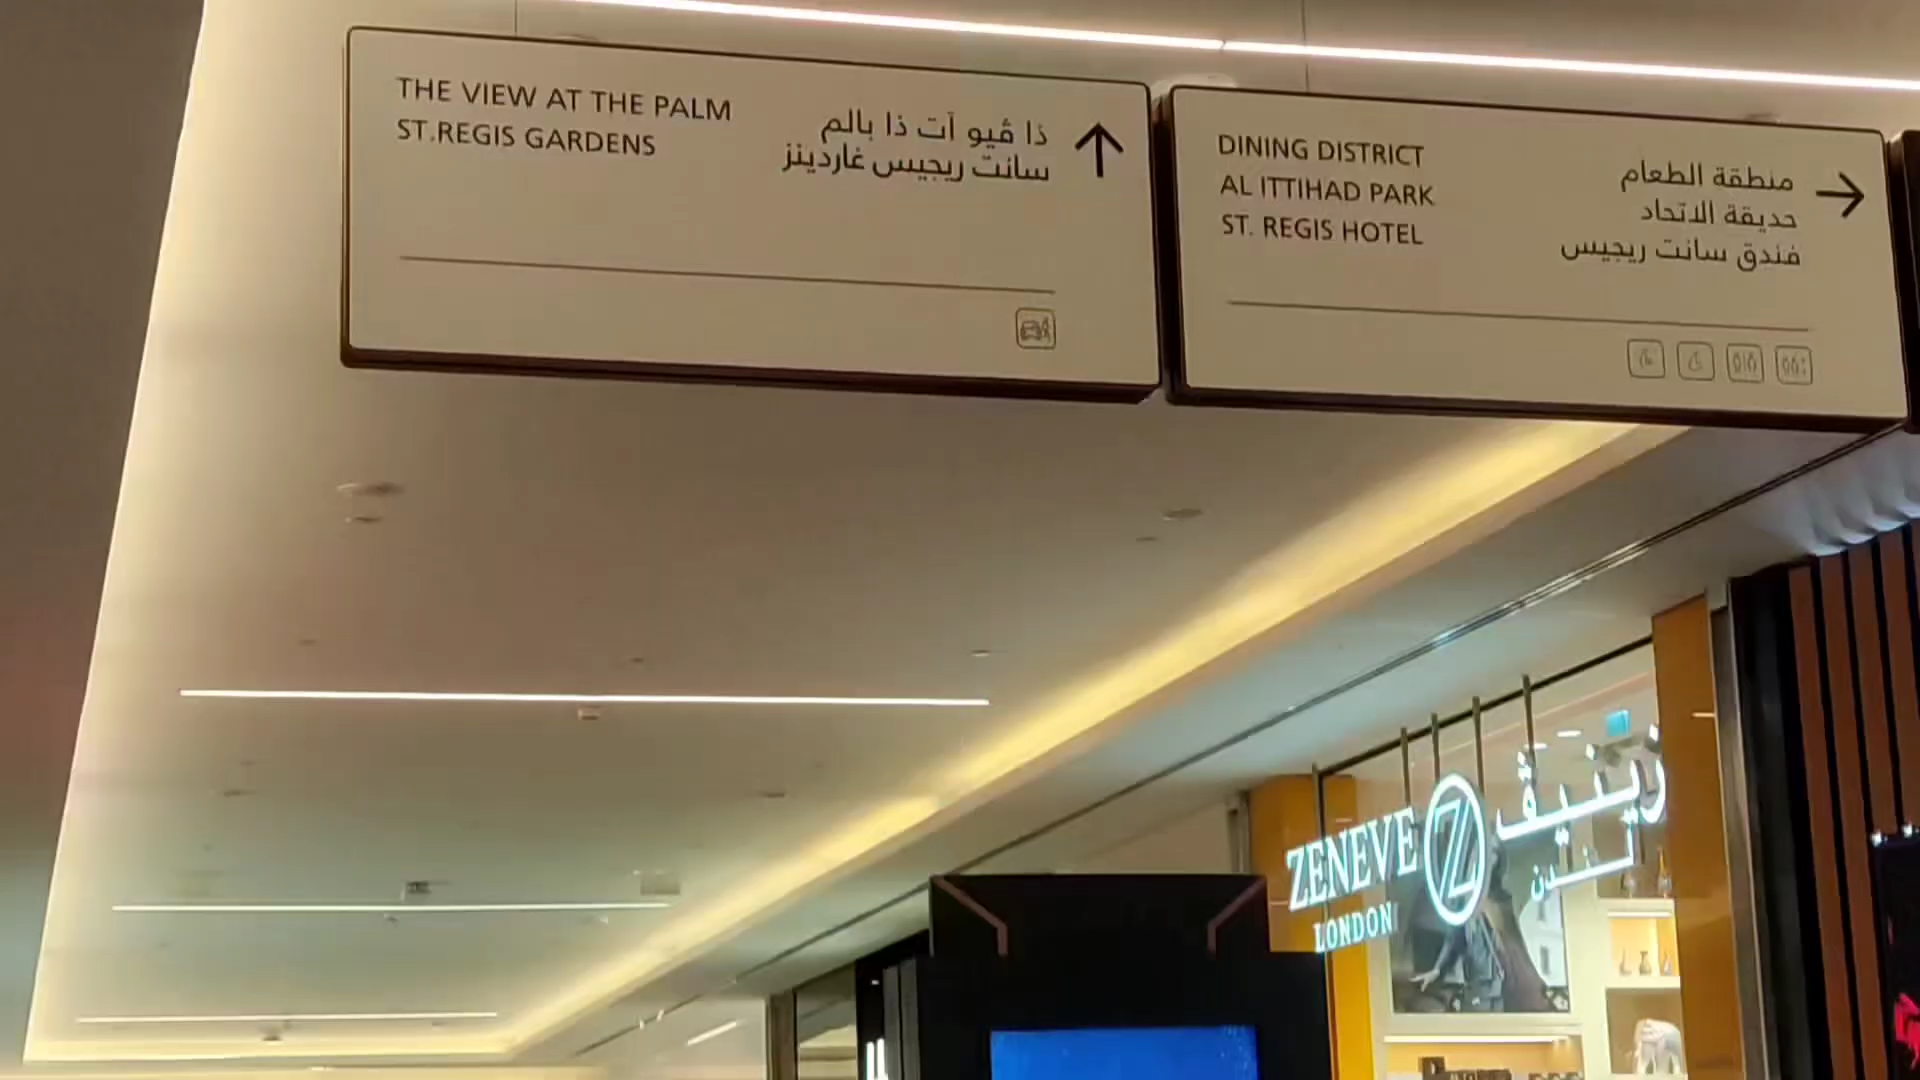 THE VIEW AT THE PALM
ST.REGIS GARDENS
ذا ڤيو آت ذا بالم
سانت ريجيس غاردينز
DINING DISTRICT
AL ITTIHAD PARK
ST. REGIS HOTEL
منطقة الطعام
حديقة الاتحاد
فندق سانت ريجيس
ZENEVE
LONDON
زينيف
لندن